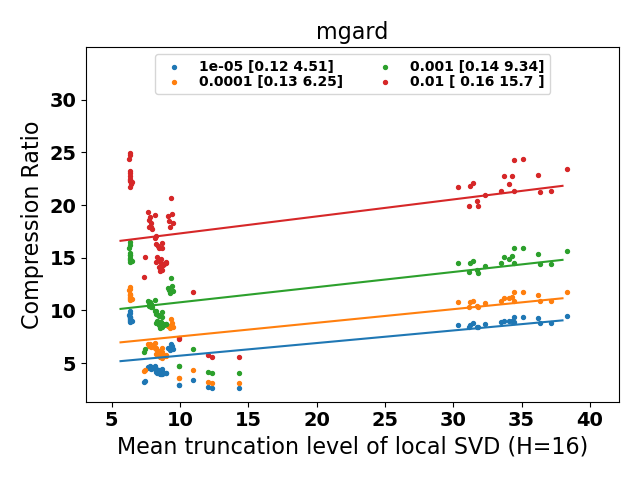 mgard
1e-05 [0.12 4.51]
0.0001 [0.13 6.25]
0.001 [0.14 9.34]
0.01 [ 0.16 15.7 ]
Compression Ratio
30
25
20
15
10
5
5 10 15 20 25 30 35 40
Mean truncation level of local SVD (H=16)